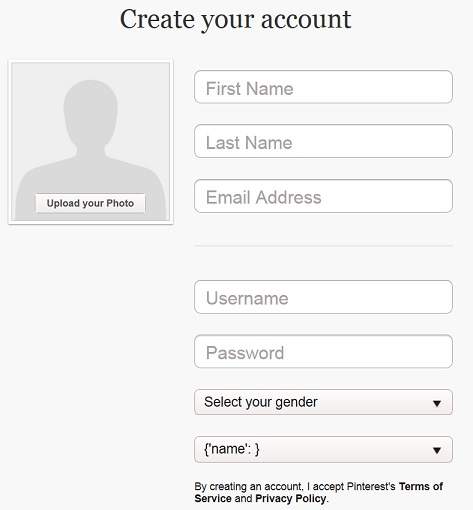 Create your account
First Name
Last Name
Email Address
Upload your Photo
Username
Password
Select your gender
{'name': }
By creating an account, I accept Pinterest's Terms of
Service and Privacy Policy.